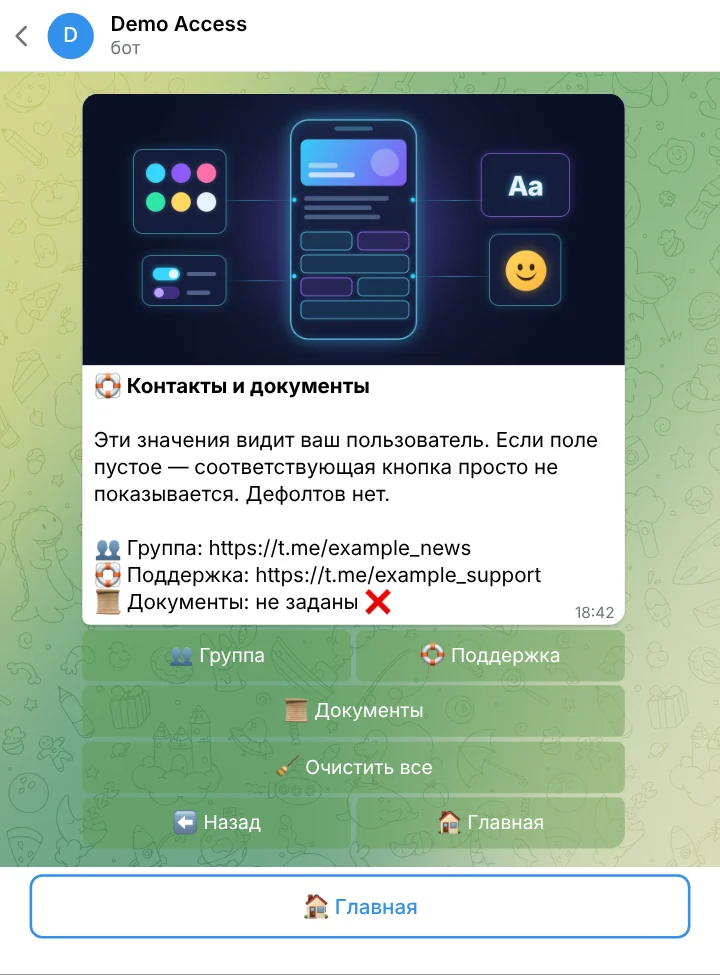 D
Demo Access
бот
Aa
🛟 Контакты и документы
Эти значения видит ваш пользователь. Если поле
пустое — соответствующая кнопка просто не
показывается. Дефолтов нет.
👥 Группа: https://t.me/example_news
🛟 Поддержка: https://t.me/example_support
📜 Документы: не заданы ❌
18:42
👥 Группа
🛟 Поддержка
📜 Документы
🧹 Очистить все
⬅️ Назад
🏠 Главная
🏠 Главная